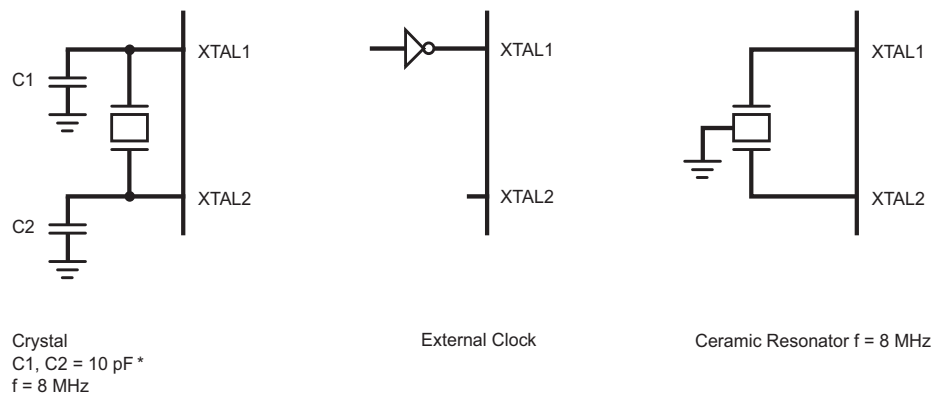 XTAL1
C1
XTAL2
C2
XTAL1
XTAL2
XTAL1
XTAL2
Crystal
C1, C2 = 10 pF *
f = 8 MHz
External Clock
Ceramic Resonator f = 8 MHz